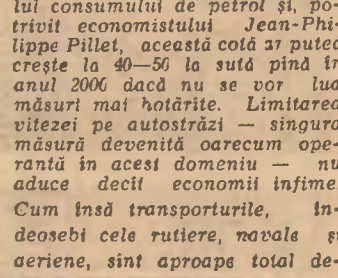 lui consumului de petrol și, po-
trivit economistului Jean-Phi-
lippe Pillet, această cotă ar putea
crește la 40—50 la sută pînă în
anul 2000 dacă nu se vor lua
măsuri mai hotărîte. Limitarea
vitezei pe autostrăzi — singura
măsură devenită oarecum ope-
rantă în acest domeniu — nu
aduce decît economii infime.
Cum însă transporturile, în-
deosebi cele rutiere, navale și
aeriene, sînt aproape total de-